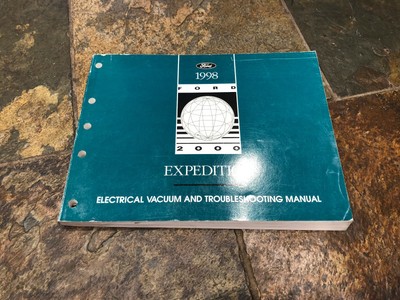 Ford
1998
FORD
2000
EXPEDITI
ELECTRICAL VACUUM AND TROUBLESHOOTING MANUAL